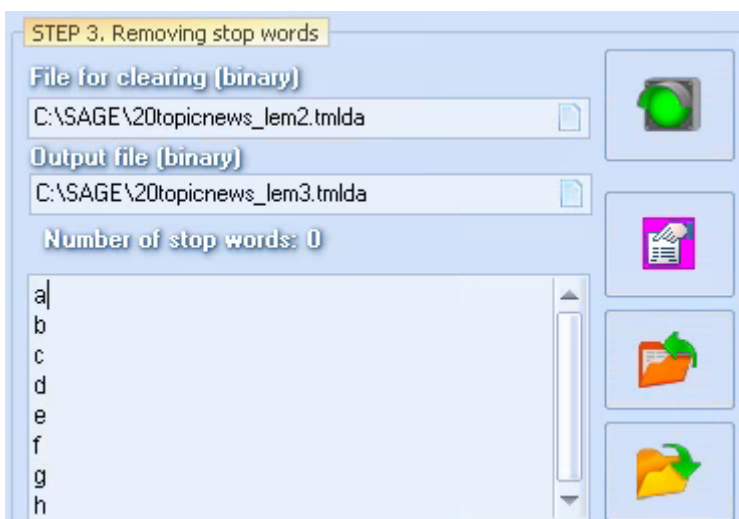 STEP 3. Removing stop words
File for clearing (binary)
C:\SAGE\20topicnews_lem2.tmlda
Output file (binary)
C:\SAGE\20topicnews_lem3.tmlda
Number of stop words: 0
a
b
c
d
e
f
g
h